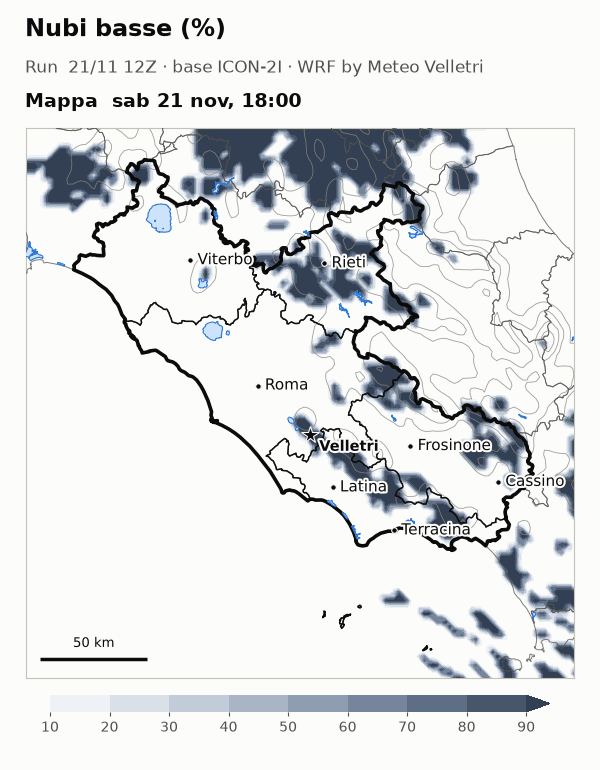 Nubi basse (%)
Run  21/11 12Z · base ICON-2I · WRF by Meteo Velletri
Mappa  sab 21 nov, 18:00
Viterbo
Rieti
Roma
Velletri
Frosinone
Latina
Cassino
Terracina
50 km
10 20 30 40 50 60 70 80 90